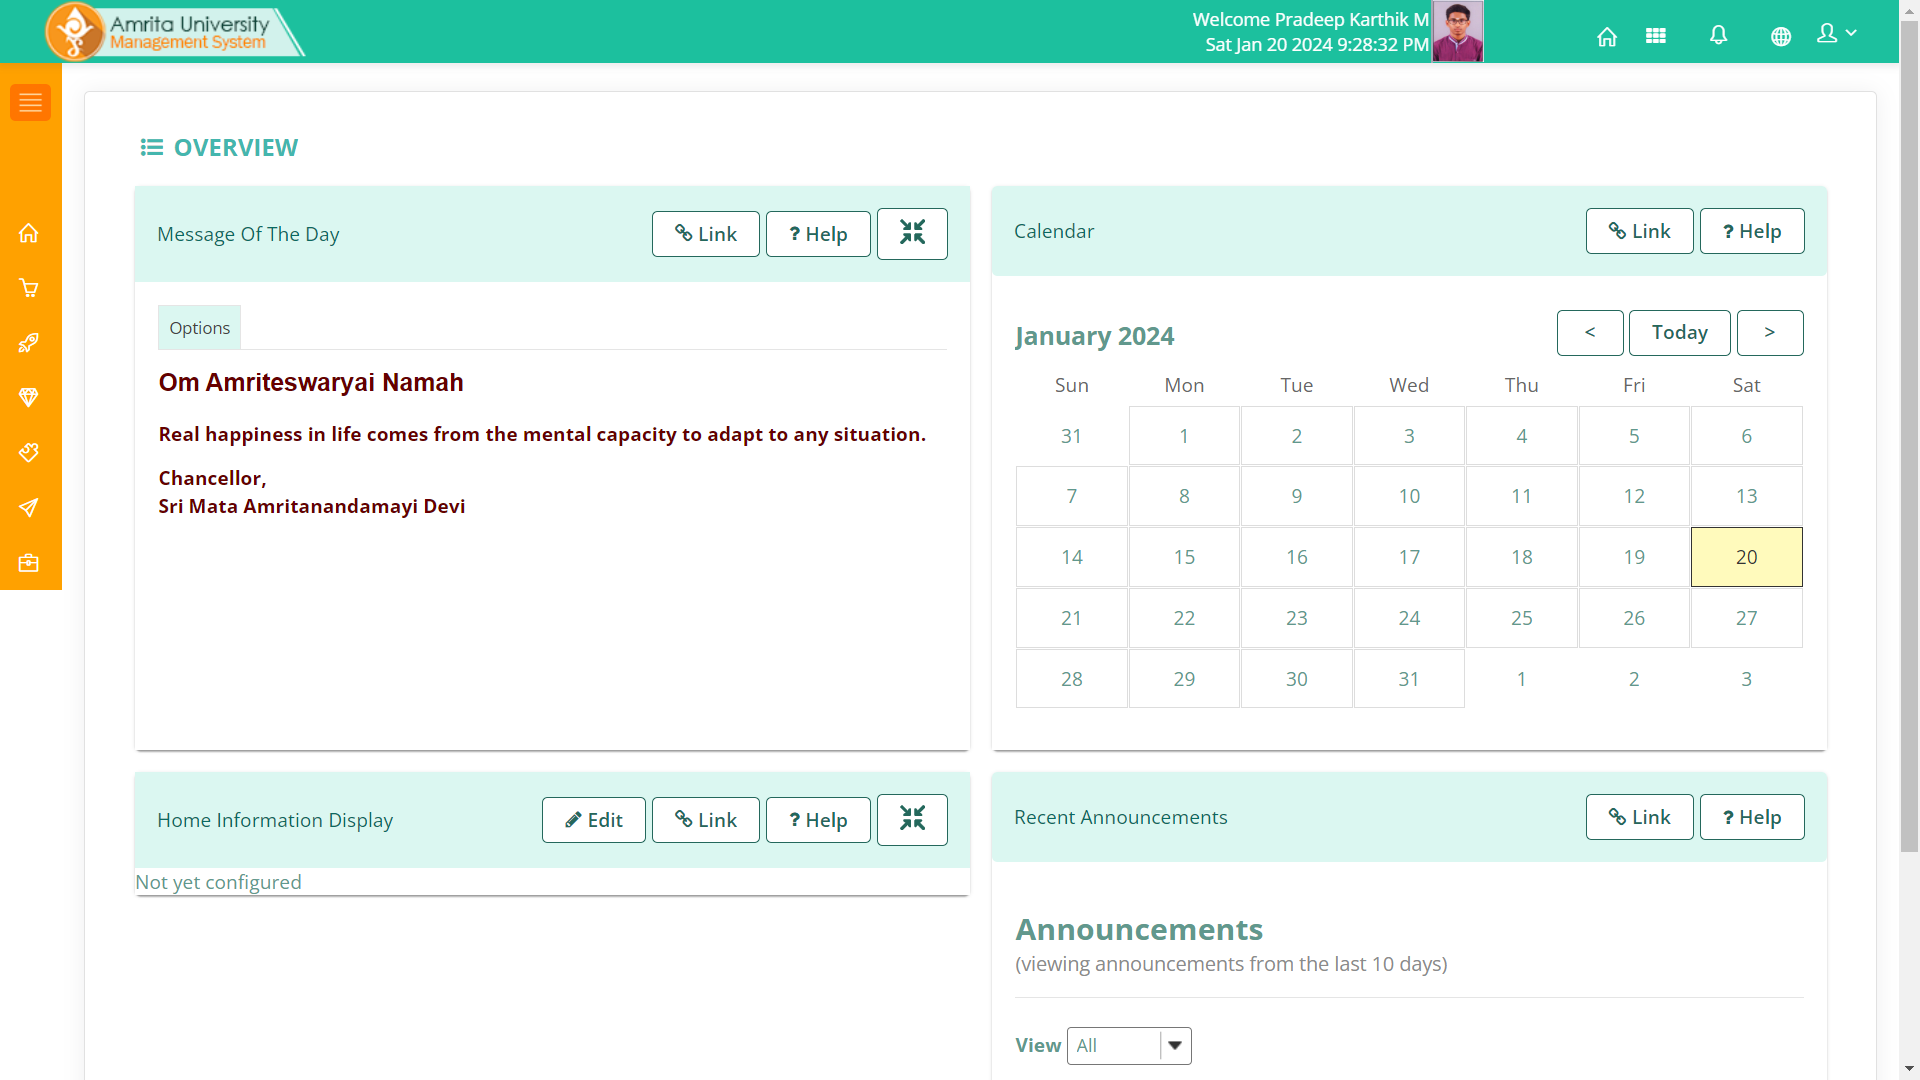 Amrita University
Management System
Welcome Pradeep Karthik M
Sat Jan 20 2024 9:28:32 PM
OVERVIEW
Message Of The Day
Link
? Help
Options
Om Amriteswaryai Namah
Real happiness in life comes from the mental capacity to adapt to any situation.
Chancellor,
Sri Mata Amritanandamayi Devi
Calendar
Link
? Help
January 2024
< Today >
Sun Mon Tue Wed Thu Fri Sat
31 1 2 3 4 5 6
7 8 9 10 11 12 13
14 15 16 17 18 19 20
21 22 23 24 25 26 27
28 29 30 31 1 2 3
Home Information Display
Edit
Link
? Help
Not yet configured
Recent Announcements
Link
? Help
Announcements
(viewing announcements from the last 10 days)
View All